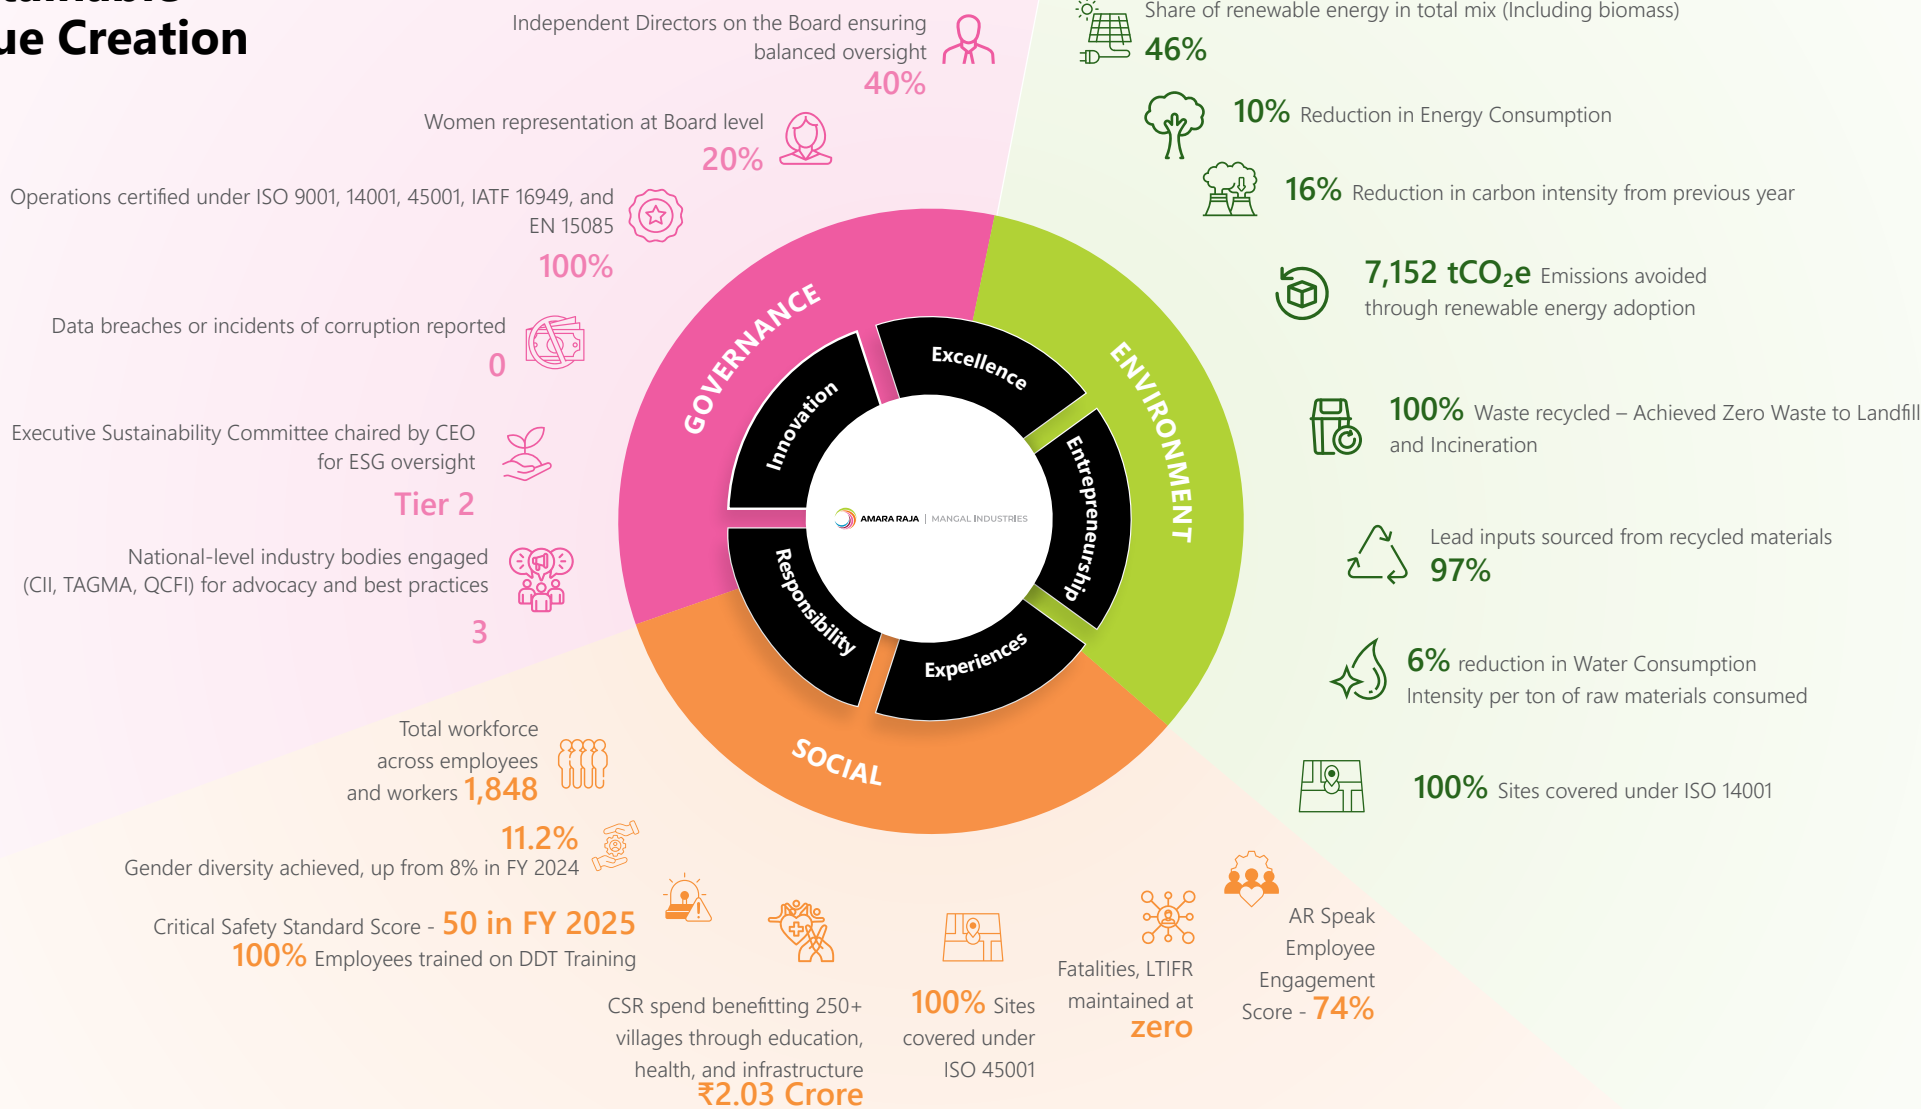 ue Creation
Independent Directors on the Board ensuring
balanced oversight
40%
Women representation at Board level
20%
Operations certified under ISO 9001, 14001, 45001, IATF 16949, and
EN 15085
100%
Data breaches or incidents of corruption reported
0
Executive Sustainability Committee chaired by CEO
for ESG oversight
Tier 2
National-level industry bodies engaged
(CII, TAGMA, QCFI) for advocacy and best practices
3
Share of renewable energy in total mix (Including biomass)
46%
10% Reduction in Energy Consumption
16% Reduction in carbon intensity from previous year
7,152 tCO₂e Emissions avoided
through renewable energy adoption
100% Waste recycled – Achieved Zero Waste to Landfill
and Incineration
Lead inputs sourced from recycled materials
97%
6% reduction in Water Consumption
Intensity per ton of raw materials consumed
100% Sites covered under ISO 14001
GOVERNANCE
ENVIRONMENT
SOCIAL
Innovation
Excellence
Entrepreneurship
Experiences
Responsibility
AMARA RAJA | MANGAL INDUSTRIES
Total workforce
across employees
and workers 1,848
11.2%
Gender diversity achieved, up from 8% in FY 2024
Critical Safety Standard Score - 50 in FY 2025
100% Employees trained on DDT Training
CSR spend benefitting 250+
villages through education,
health, and infrastructure
₹2.03 Crore
100% Sites
covered under
ISO 45001
Fatalities, LTIFR
maintained at
zero
AR Speak
Employee
Engagement
Score - 74%